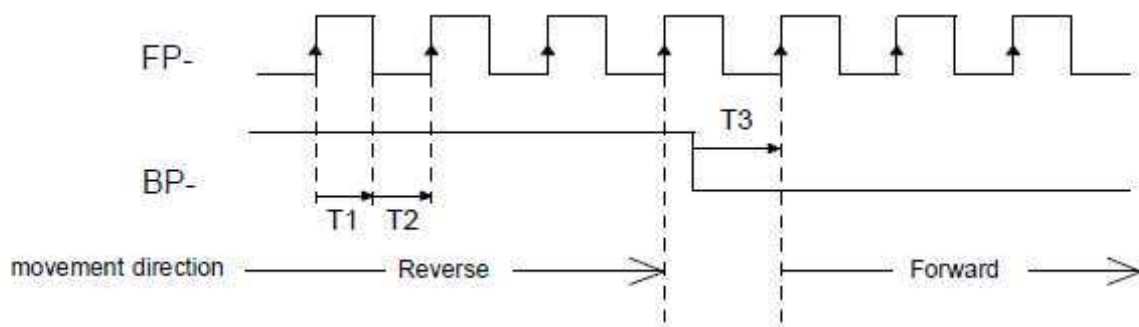 FP-
T3
BP-
T1 T2
movement direction Reverse Forward